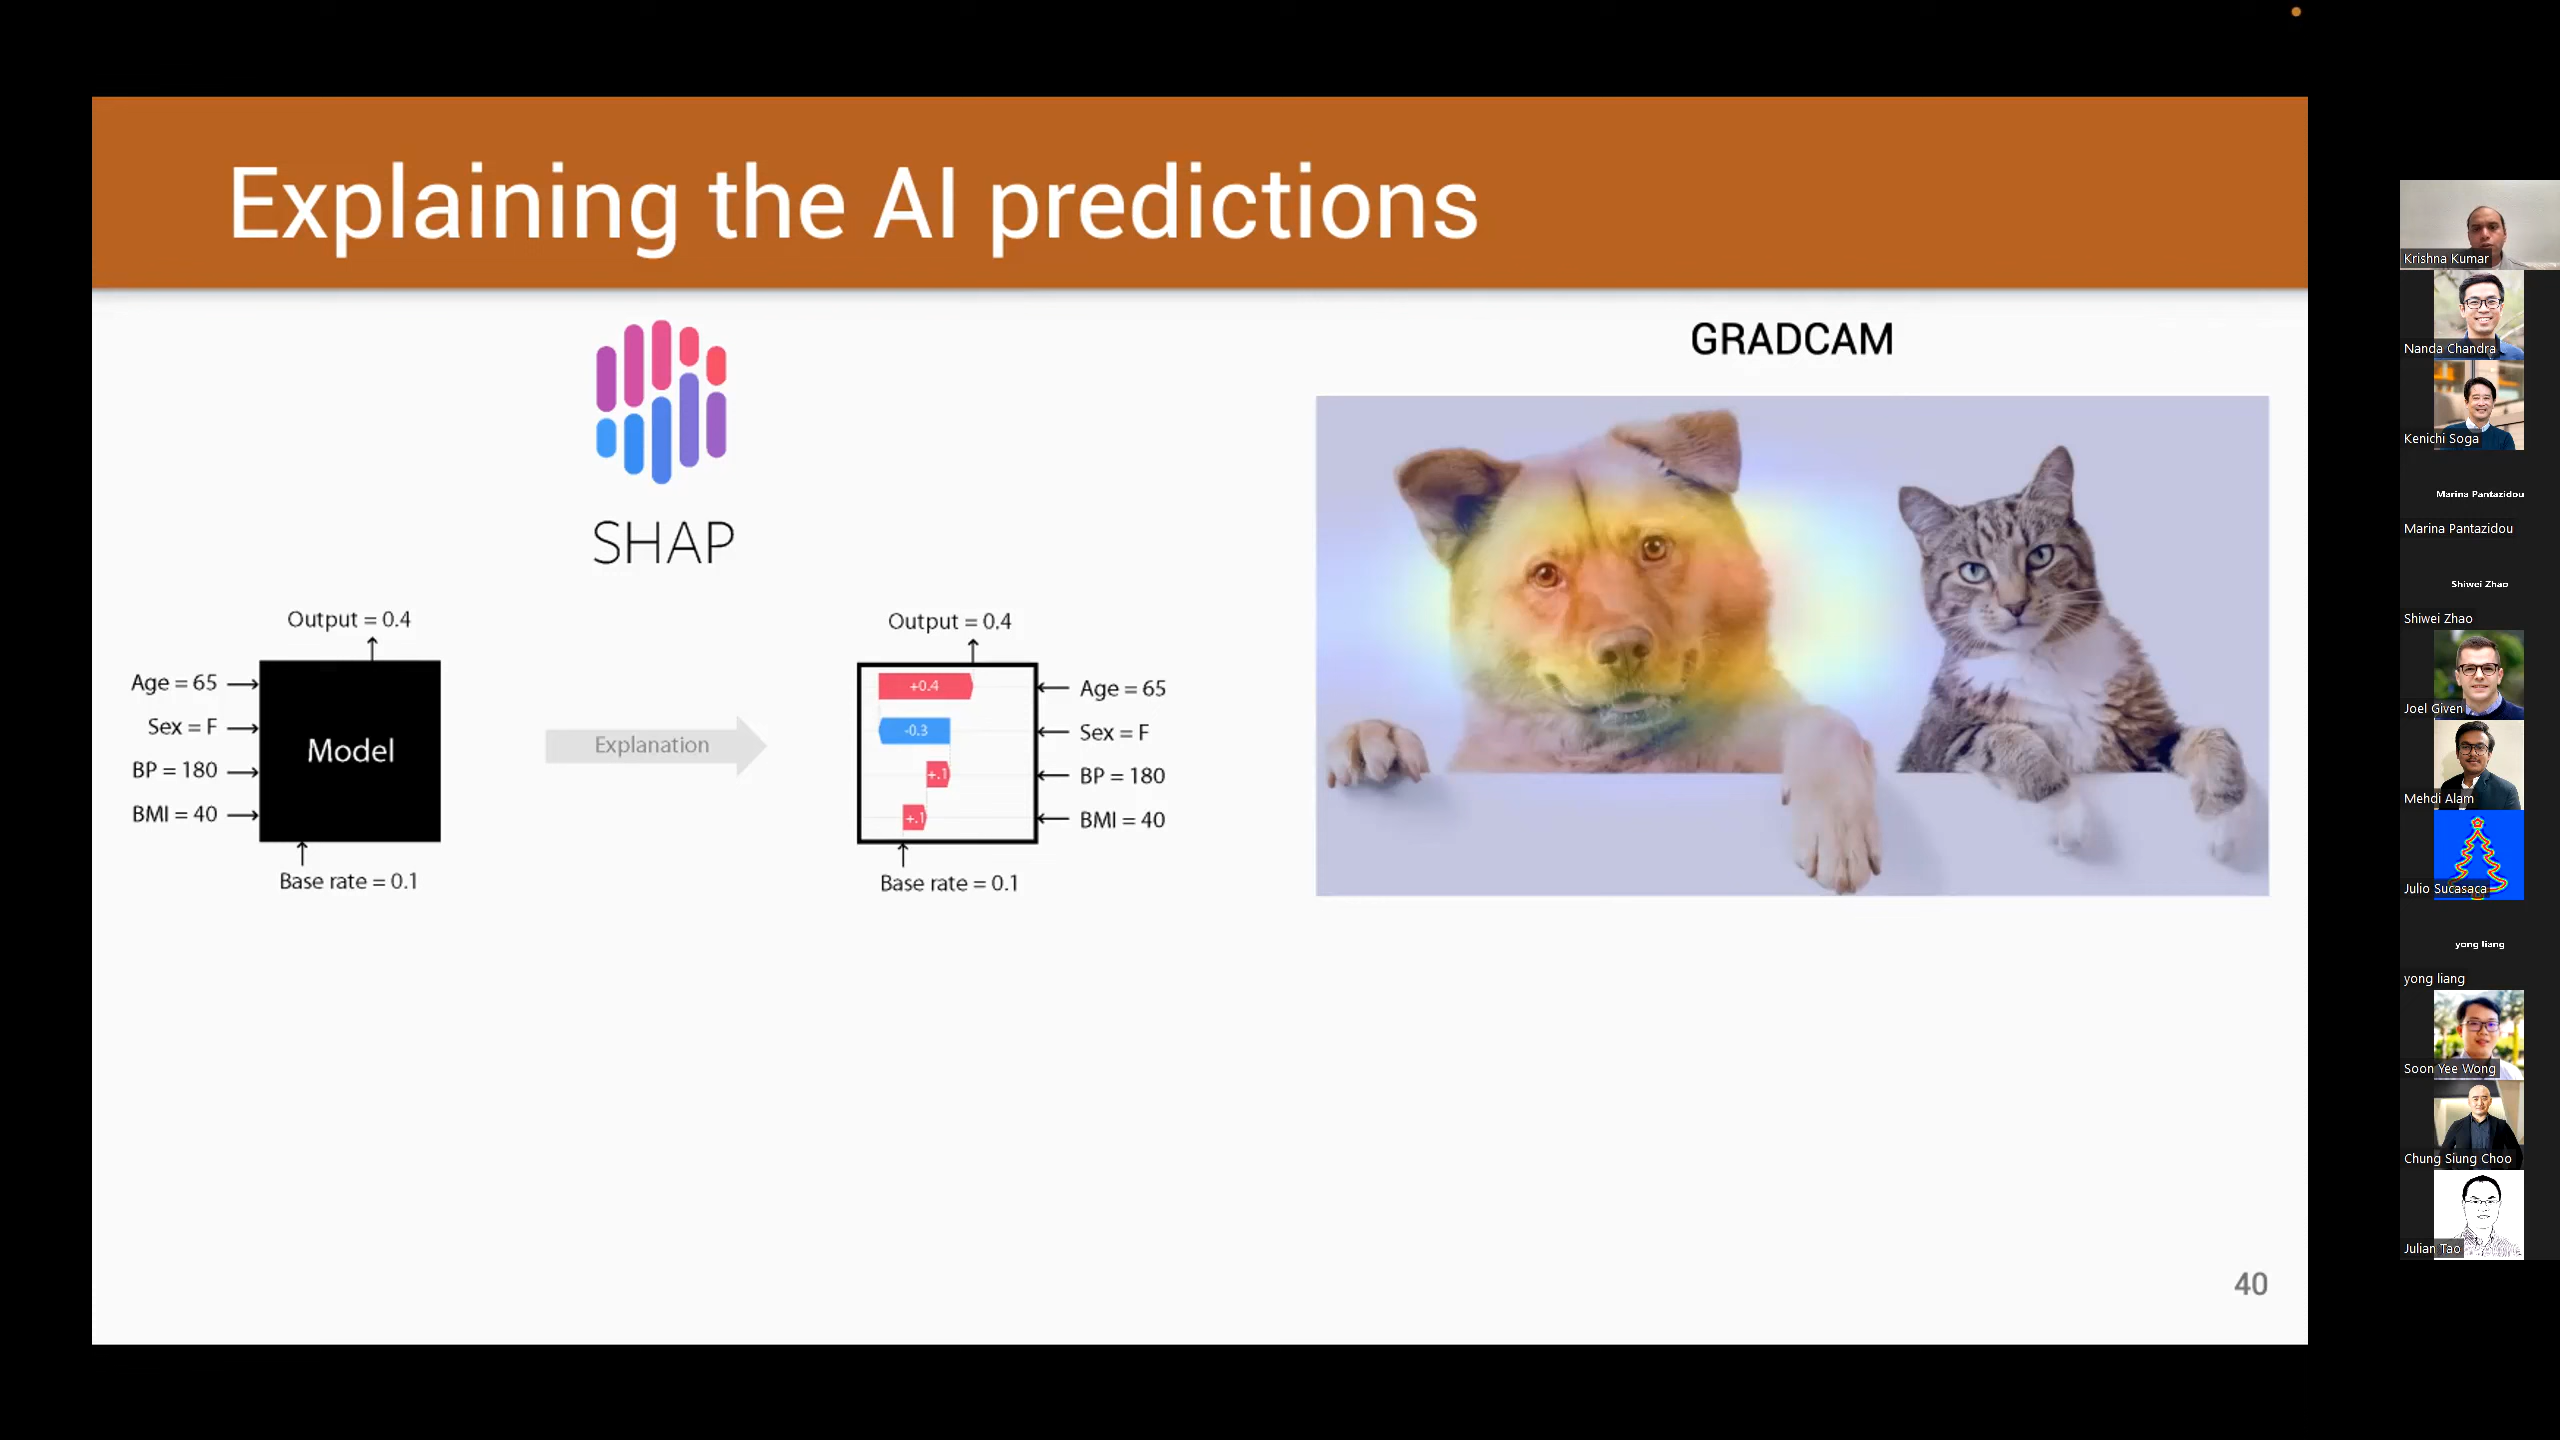 Explaining the AI predictions
SHAP
Output = 0.4
Age = 65
Sex = F
BP = 180
BMI = 40
Model
Base rate = 0.1
Explanation
Output = 0.4
+0.4
-0.3
+.1
+.1
Age = 65
Sex = F
BP = 180
BMI = 40
Base rate = 0.1
GRADCAM
40
Krishna Kumar
Nanda Chandra
Kenichi Soga
Marina Pantazidou
Marina Pantazidou
Shiwei Zhao
Shiwei Zhao
Joel Given
Mehdi Alam
Julio Sucasaca
yong liang
yong liang
Soon Yee Wong
Chung Siung Choo
Julian Tao